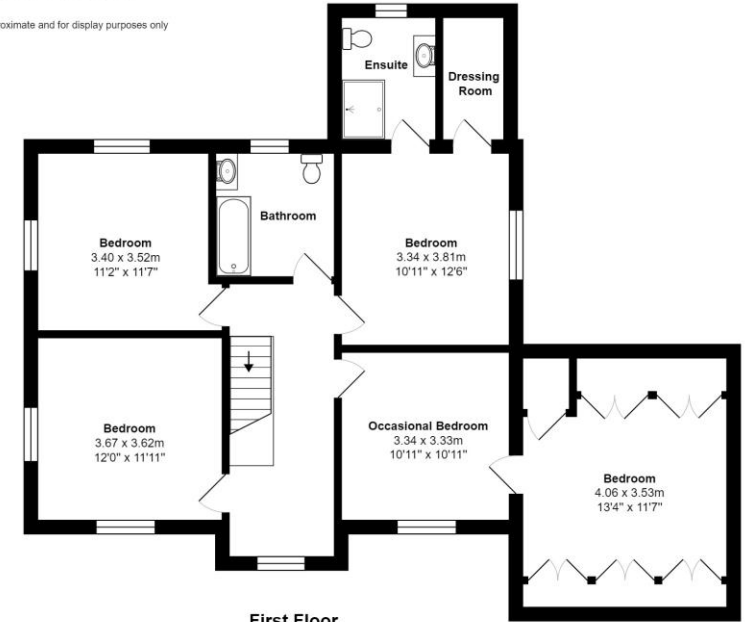 approximate and for display purposes only
Ensuite
Dressing
Room
Bedroom
3.40 x 3.52m
11'2" x 11'7"
Bathroom
Bedroom
3.34 x 3.81m
10'11" x 12'6"
Bedroom
3.67 x 3.62m
12'0" x 11'11"
Occasional Bedroom
3.34 x 3.33m
10'11" x 10'11"
Bedroom
4.06 x 3.53m
13'4" x 11'7"
First Floor